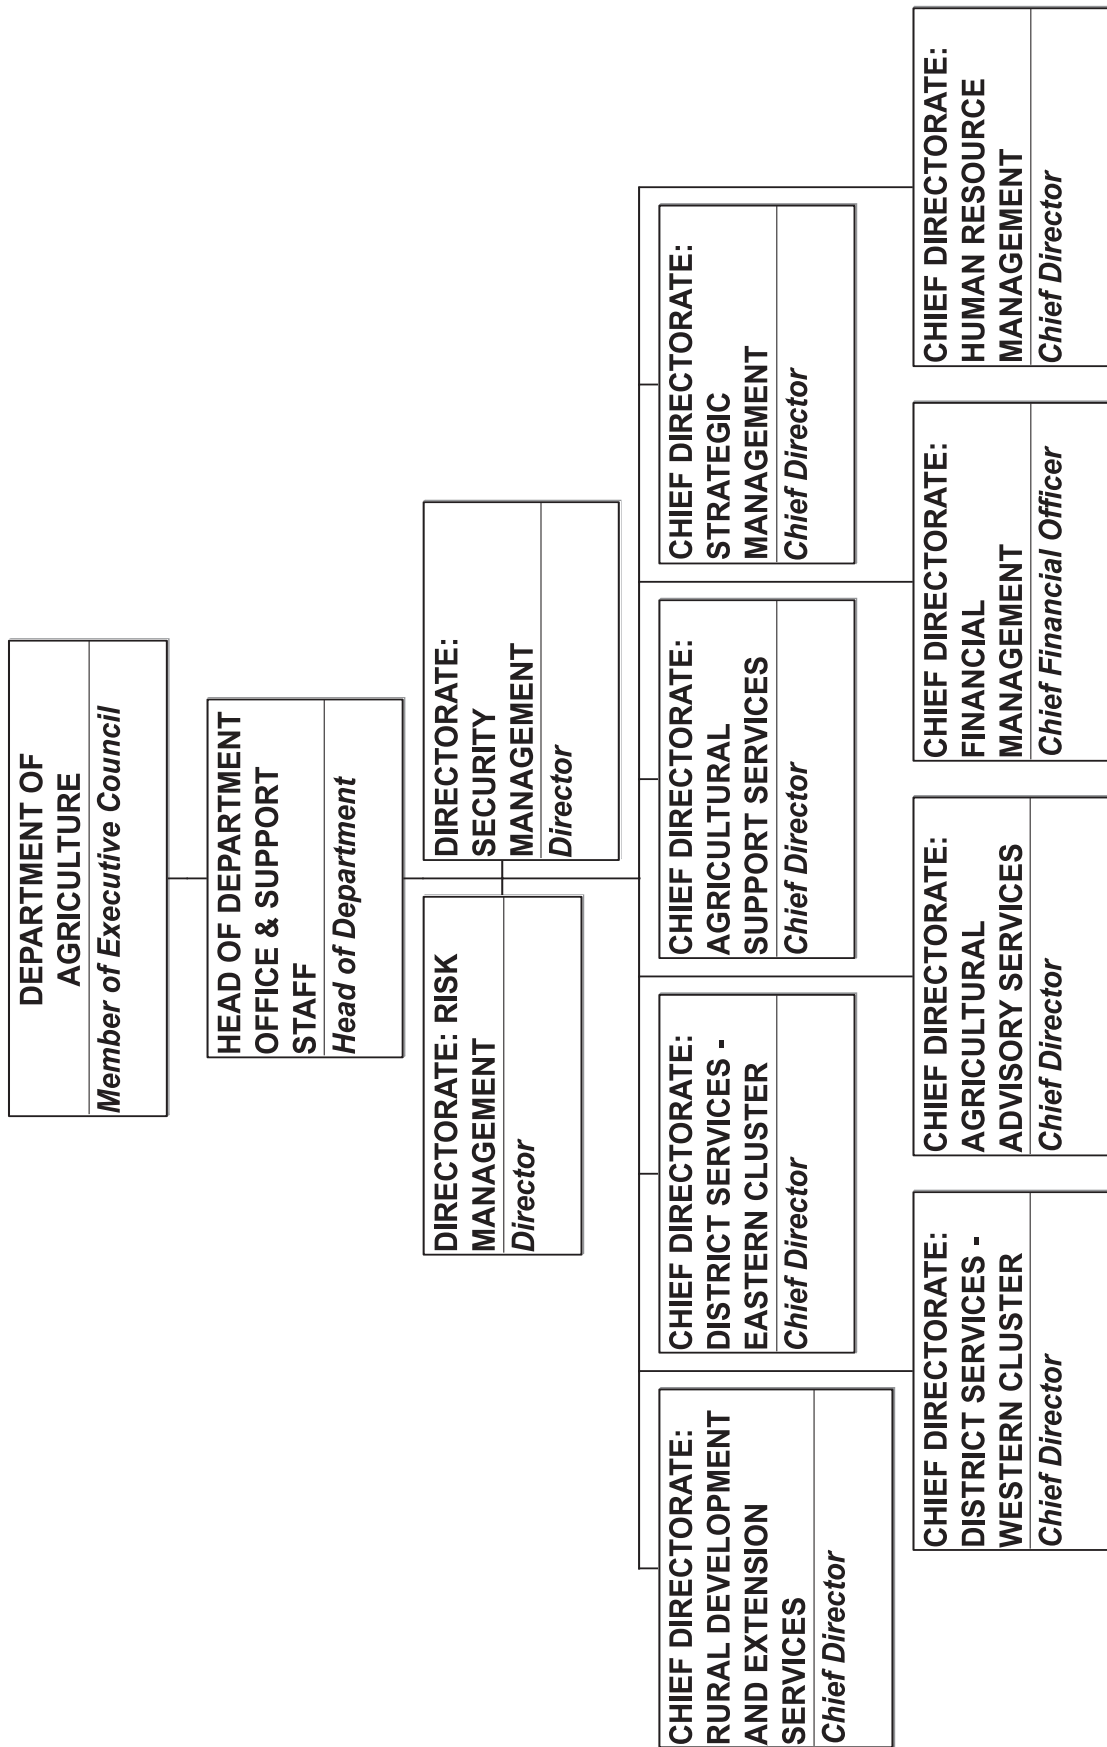 DEPARTMENT OF
AGRICULTURE
Member of Executive Council
HEAD OF DEPARTMENT
OFFICE & SUPPORT
STAFF
Head of Department
DIRECTORATE: RISK
MANAGEMENT
Director
DIRECTORATE:
SECURITY
MANAGEMENT
Director
CHIEF DIRECTORATE:
RURAL DEVELOPMENT
AND EXTENSION
SERVICES
Chief Director
CHIEF DIRECTORATE:
DISTRICT SERVICES -
EASTERN CLUSTER
Chief Director
CHIEF DIRECTORATE:
AGRICULTURAL
SUPPORT SERVICES
Chief Director
CHIEF DIRECTORATE:
STRATEGIC
MANAGEMENT
Chief Director
CHIEF DIRECTORATE:
DISTRICT SERVICES -
WESTERN CLUSTER
Chief Director
CHIEF DIRECTORATE:
AGRICULTURAL
ADVISORY SERVICES
Chief Director
CHIEF DIRECTORATE:
FINANCIAL
MANAGEMENT
Chief Financial Officer
CHIEF DIRECTORATE:
HUMAN RESOURCE
MANAGEMENT
Chief Director